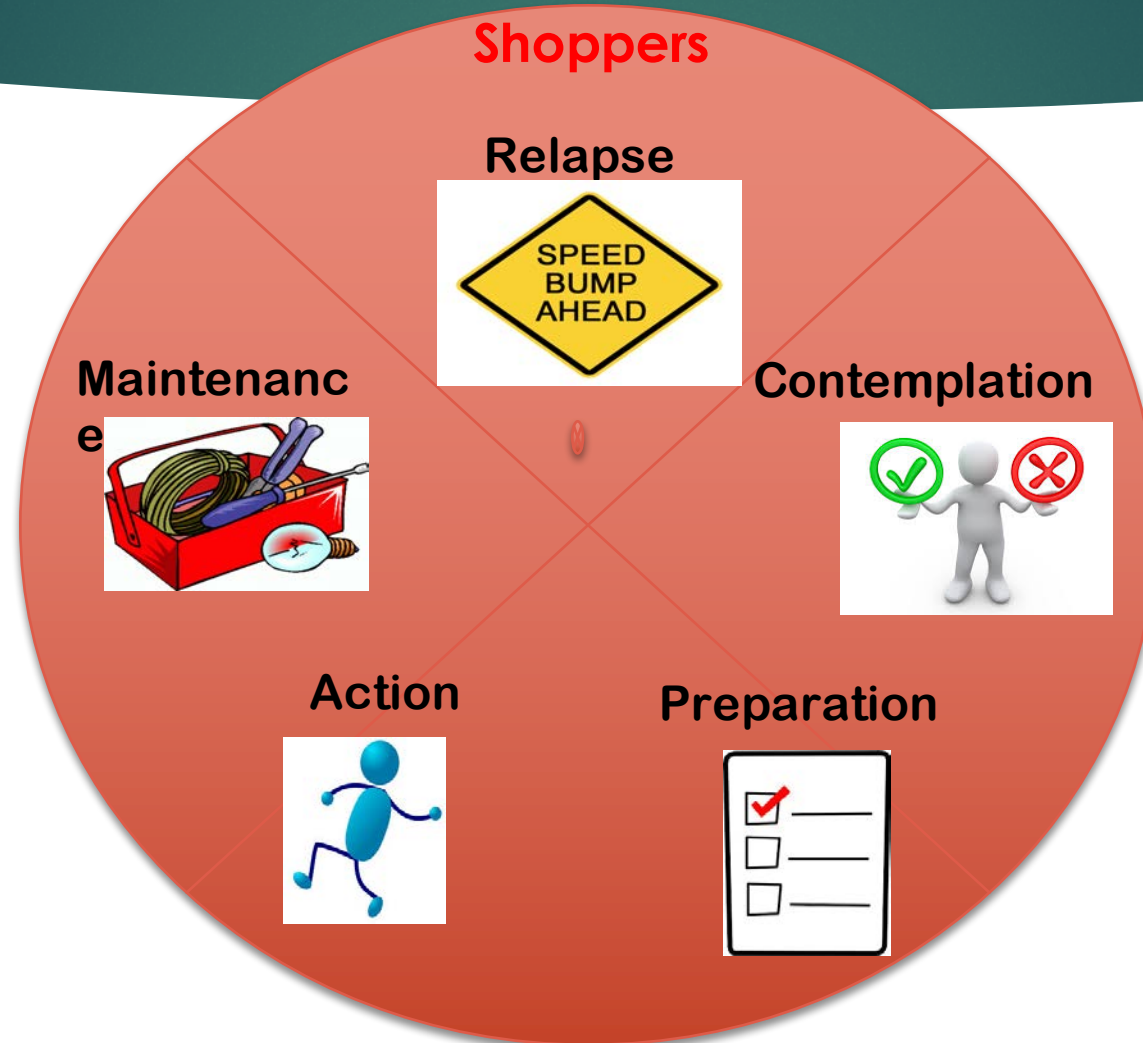 Shoppers
Relapse
SPEED
BUMP
AHEAD
Maintenanc
e
Contemplation
Action
Preparation